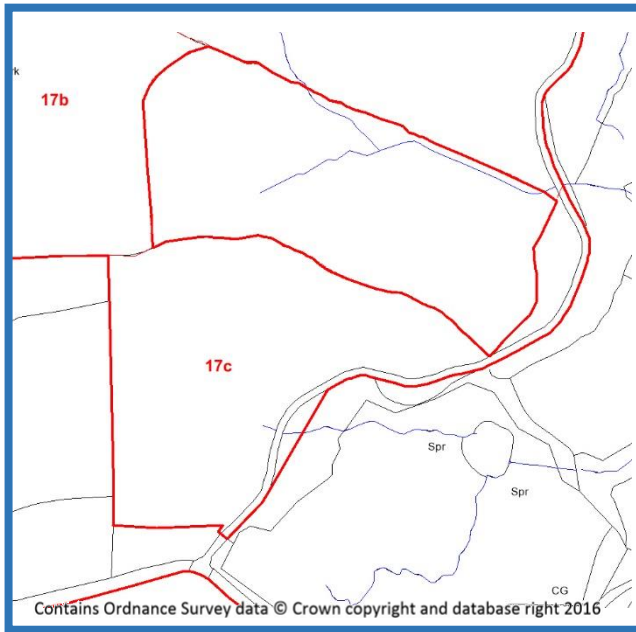 k
17b
17c
Spr
Spr
CG
Contains Ordnance Survey data © Crown copyright and database right 2016